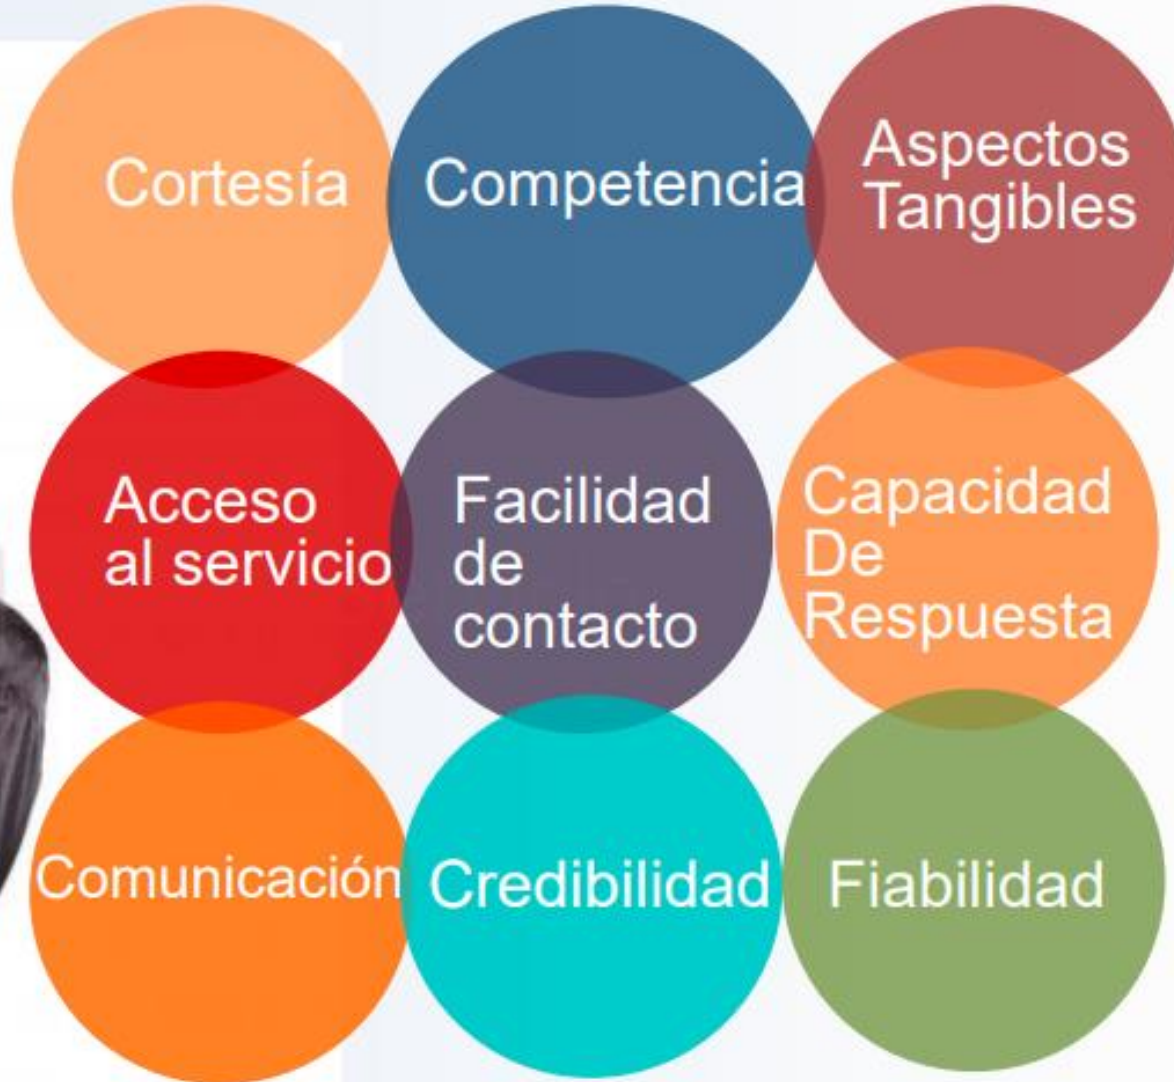 Cortesía
Competencia
Aspectos
Tangibles
Acceso
al servicio
Facilidad
de
contacto
Capacidad
De
Respuesta
Comunicación
Credibilidad
Fiabilidad